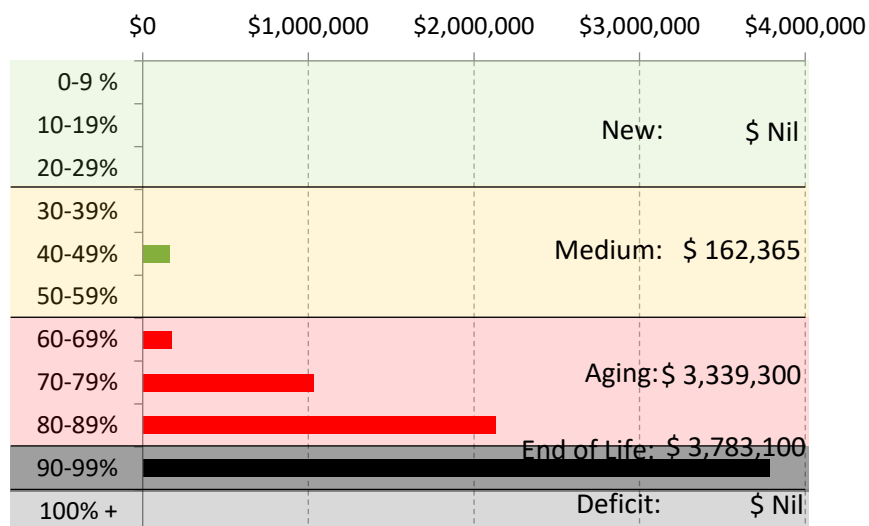 $0 $1,000,000 $2,000,000 $3,000,000 $4,000,000
0-9 %
10-19%
New: $ Nil
20-29%
30-39%
40-49%
Medium: $ 162,365
50-59%
60-69%
70-79%
Aging: $ 3,339,300
80-89%
End of Life: $ 3,783,100
90-99%
Deficit: $ Nil
100% +